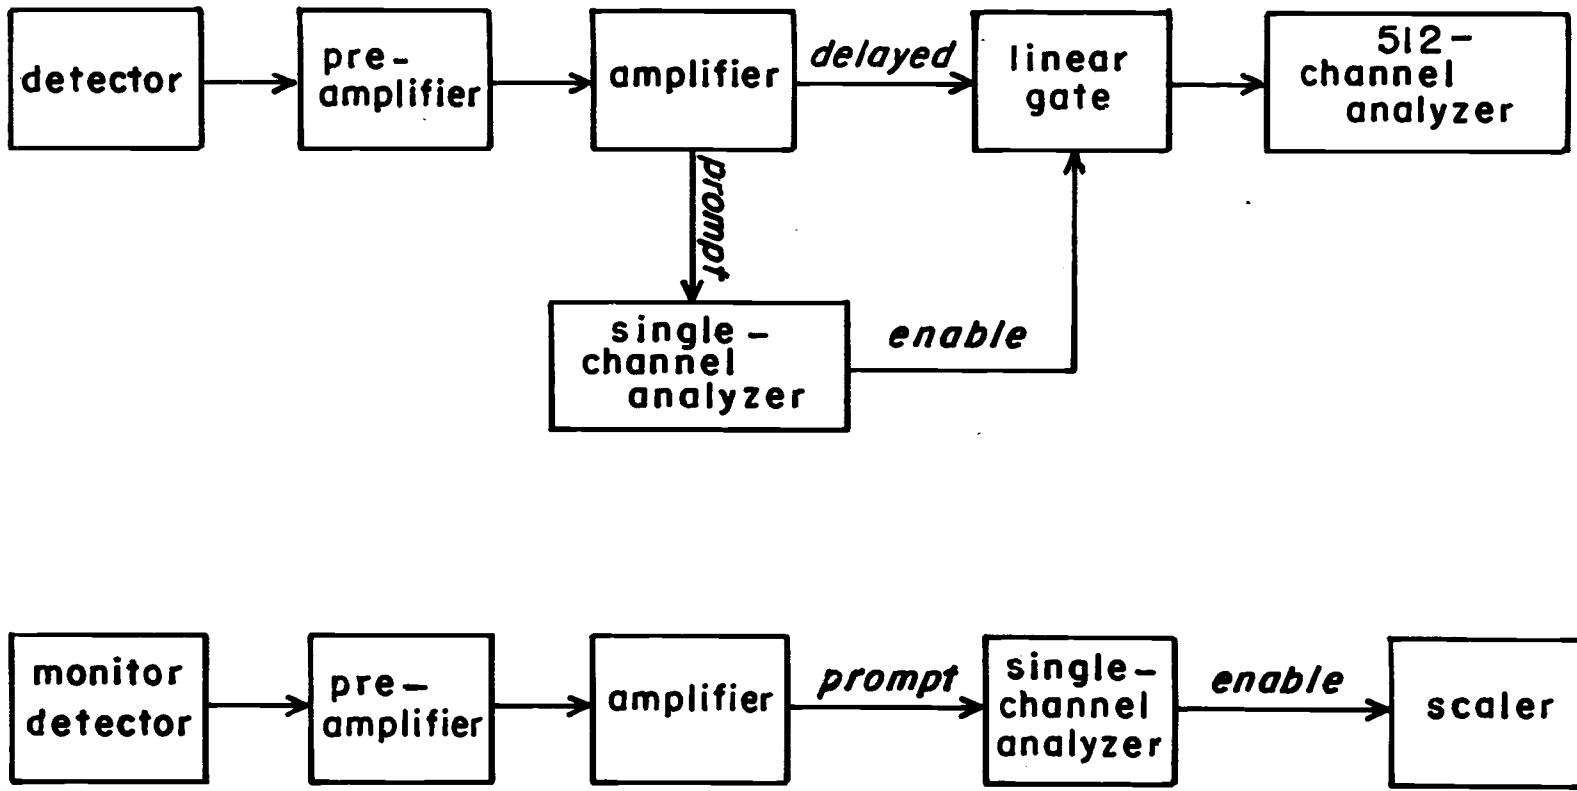 detector
pre-
amplifier
amplifier
delayed
linear
gate
512-
channel
analyzer
prompt
single-
channel
analyzer
enable
monitor
detector
pre-
amplifier
amplifier
prompt
single-
channel
analyzer
enable
scaler